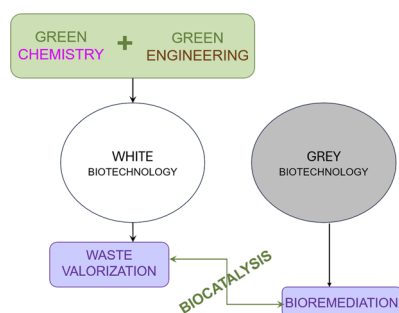 GREEN + GREEN
CHEMISTRY ENGINEERING
WHITE
BIOTECHNOLOGY
GREY
BIOTECHNOLOGY
WASTE
VALORIZATION
BIOCATALYSIS
BIOREMEDIATION